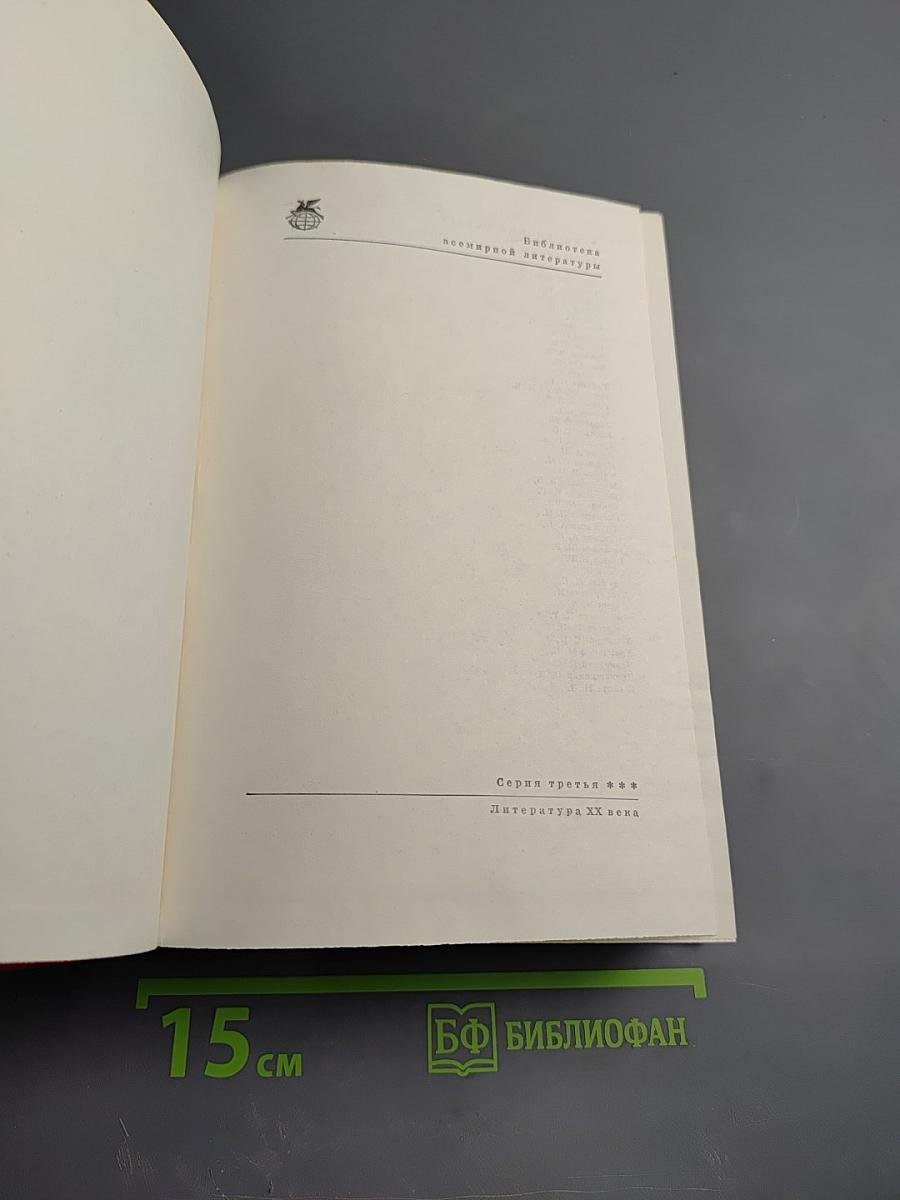 Библиотека
всемирной литературы
Серия третья ***
Литература XX века
15 см
БФ БИБЛИОФАН